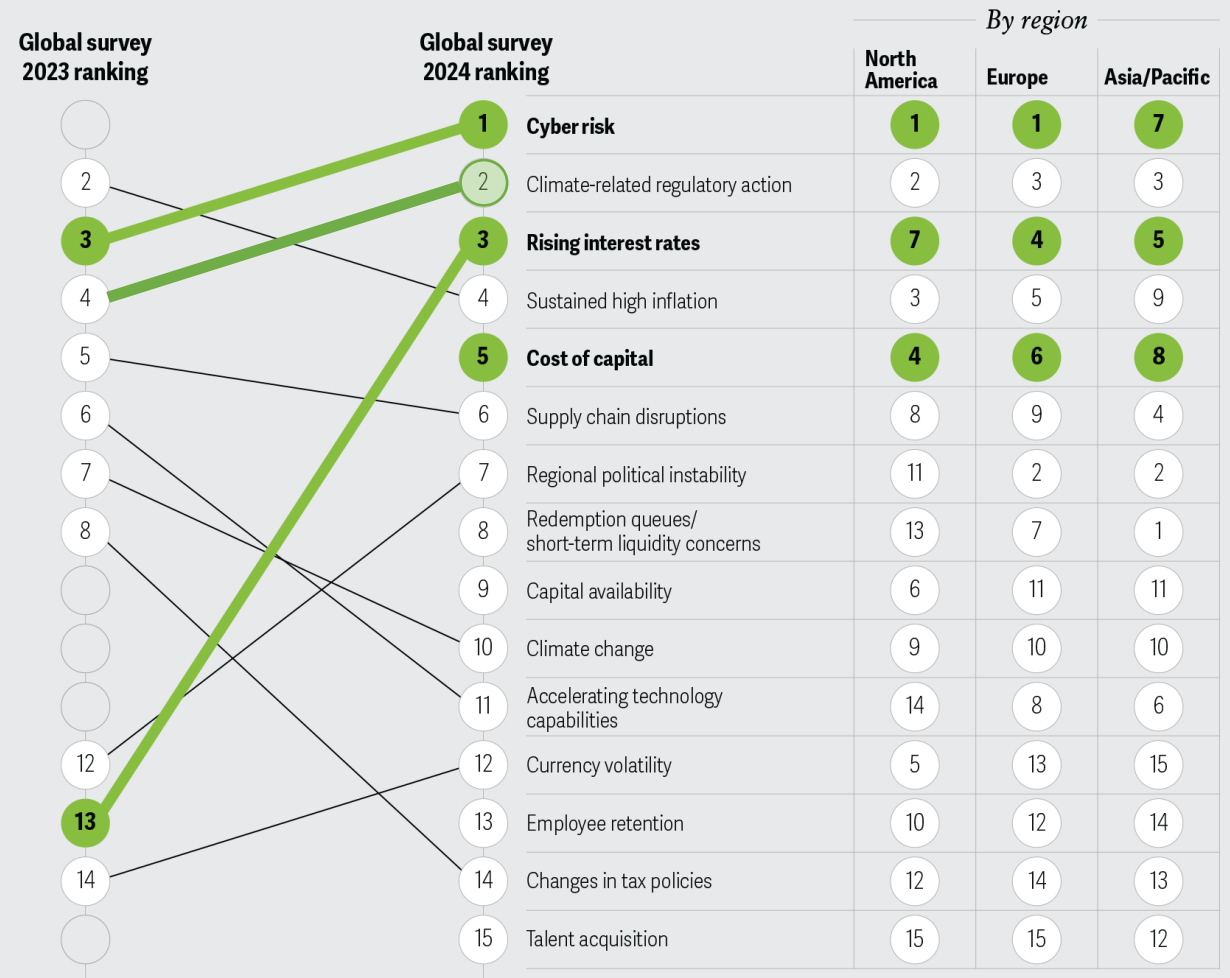 By region
Global survey
2023 ranking
Global survey
2024 ranking
North
America
Europe
Asia/Pacific
1 Cyber risk 1 1 7
2 2 Climate-related regulatory action 2 3 3
3 3 Rising interest rates 7 4 5
4 4 Sustained high inflation 3 5 9
5 5 Cost of capital 4 6 8
6 6 Supply chain disruptions 8 9 4
7 7 Regional political instability 11 2 2
8 8 Redemption queues/
short-term liquidity concerns 13 7 1
9 Capital availability 6 11 11
10 Climate change 9 10 10
11 Accelerating technology
capabilities 14 8 6
12 12 Currency volatility 5 13 15
13 13 Employee retention 10 12 14
14 14 Changes in tax policies 12 14 13
15 Talent acquisition 15 15 12